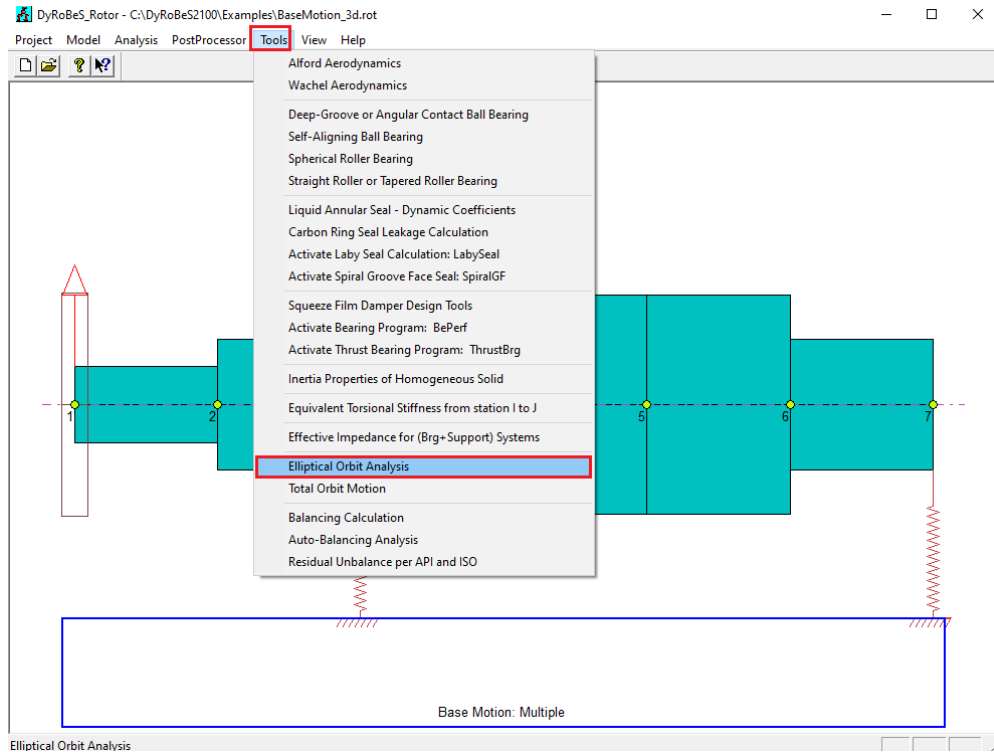 DyRoBeS_Rotor - C:\DyRoBeS2100\Examples\BaseMotion_3d.rot
Project Model Analysis PostProcessor Tools View Help
Alford Aerodynamics
Wachel Aerodynamics
Deep-Groove or Angular Contact Ball Bearing
Self-Aligning Ball Bearing
Spherical Roller Bearing
Straight Roller or Tapered Roller Bearing
Liquid Annular Seal - Dynamic Coefficients
Carbon Ring Seal Leakage Calculation
Activate Laby Seal Calculation: LabySeal
Activate Spiral Groove Face Seal: SpiralGF
Squeeze Film Damper Design Tools
Activate Bearing Program: BePerf
Activate Thrust Bearing Program: ThrustBrg
Inertia Properties of Homogeneous Solid
Equivalent Torsional Stiffness from station I to J
Effective Impedance for (Brg+Support) Systems
Elliptical Orbit Analysis
Total Orbit Motion
Balancing Calculation
Auto-Balancing Analysis
Residual Unbalance per API and ISO
1 2 5 6 7
Base Motion: Multiple
Elliptical Orbit Analysis